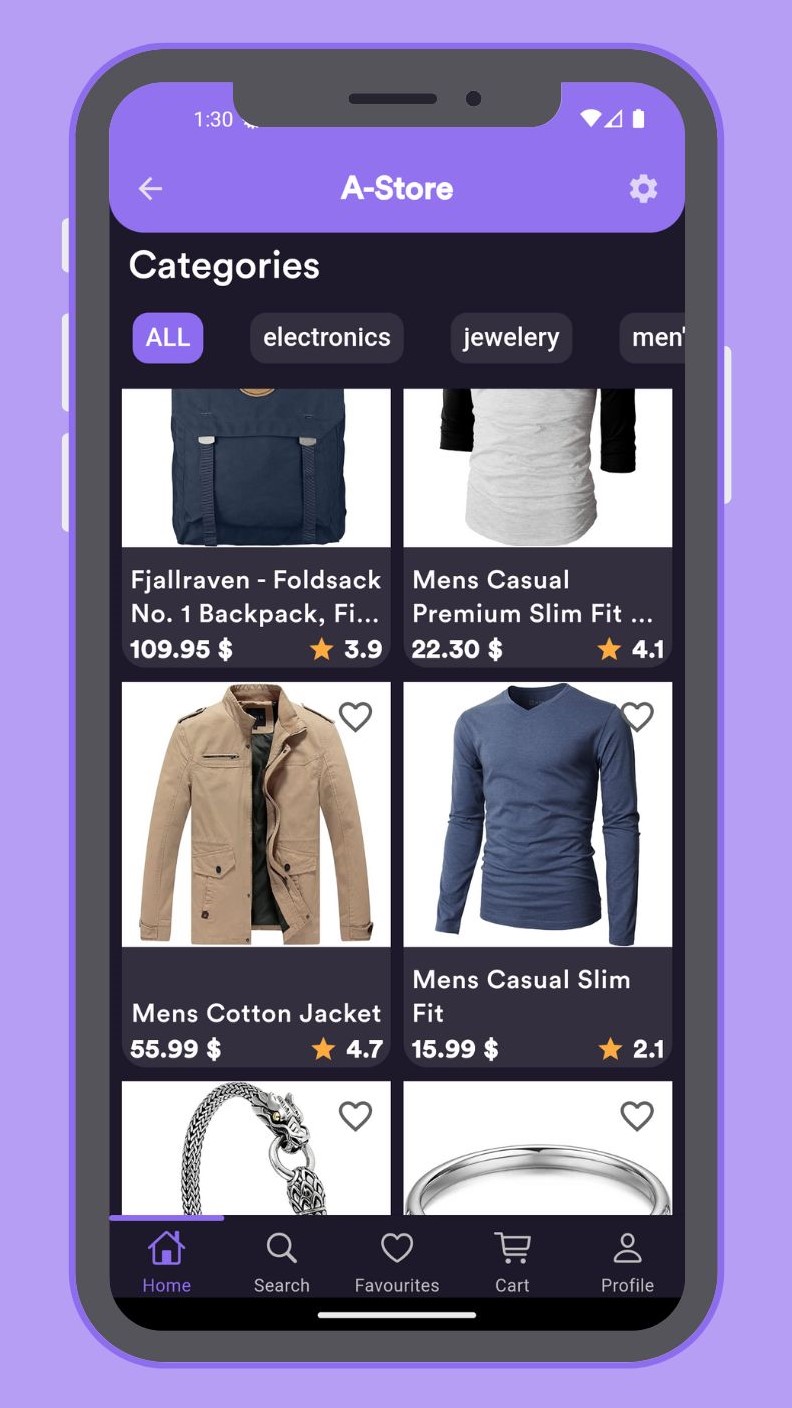 1:30
A-Store
Categories
ALL
electronics
jewelery
men'
Fjallraven - Foldsack
No. 1 Backpack, Fi...
109.95 $
3.9
Mens Casual
Premium Slim Fit ...
22.30 $
4.1
Mens Cotton Jacket
55.99 $
4.7
Mens Casual Slim
Fit
15.99 $
2.1
Home
Search
Favourites
Cart
Profile